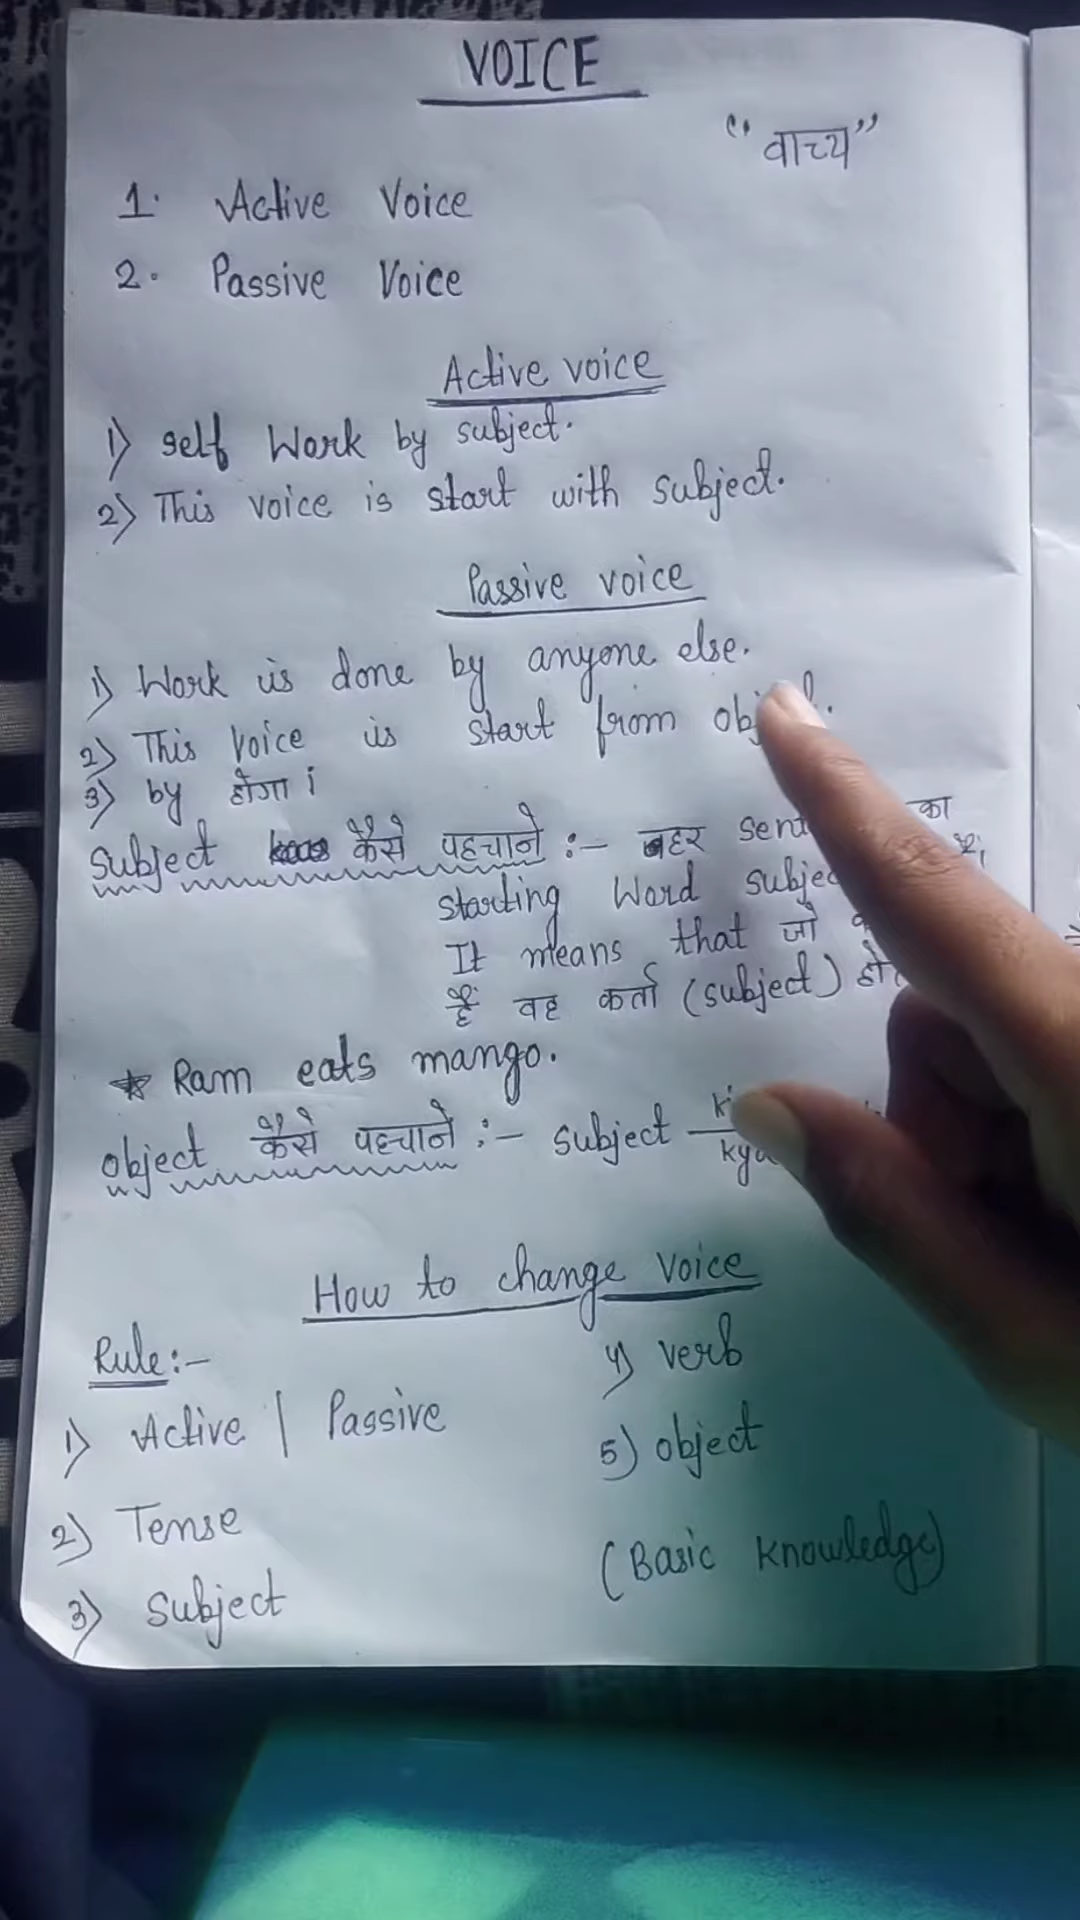 VOICE
"वाच्य"
1. Active Voice
2. Passive Voice
Active voice
1) self Work by subject.
2) This voice is start with subject.
Passive voice
1) Work is done by anyone else.
2) This Voice is start from
3) by होगा।
Subject कैसे पहचाने :- हर का
starting Word
It means that जो
हैं वह कर्ता (subject)
★ Ram eats mango.
object कैसे पहचाने :- subject
How to change Voice
Rule:-
1) Active | Passive
2) Tense
3) Subject
4) verb
5) object
(Basic Knowledge)